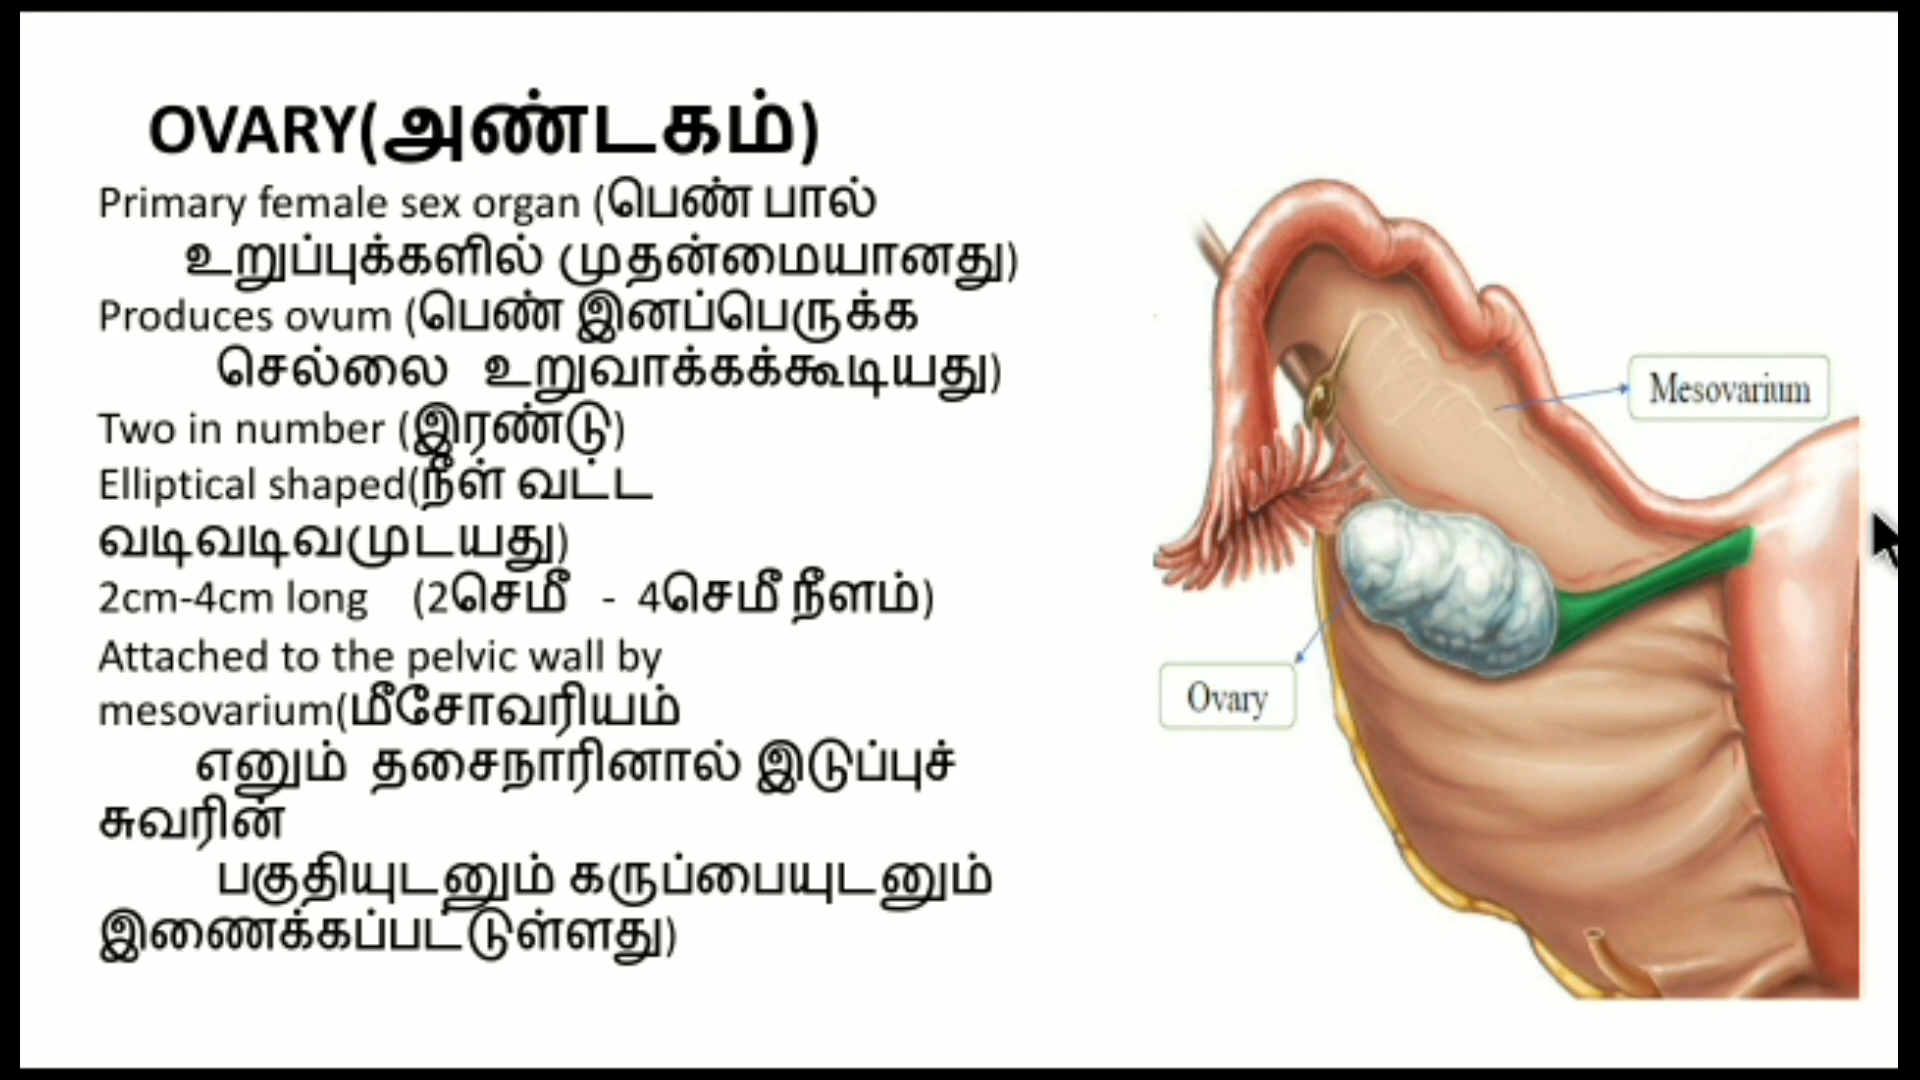 OVARY(அண்டகம்)
Primary female sex organ (பெண் பால்
உறுப்புக்களில் முதன்மையானது)
Produces ovum (பெண் இனப்பெருக்க
செல்லை உறுவாக்கக்கூடியது)
Two in number (இரண்டு)
Elliptical shaped(நீள் வட்ட
வடிவடிவமுடயது)
2cm-4cm long (2செமீ - 4செமீ நீளம்)
Attached to the pelvic wall by
mesovarium(மீசோவரியம்
எனும் தசைநாரினால் இடுப்புச்
சுவரின்
பகுதியுடனும் கருப்பையுடனும்
இணைக்கப்பட்டுள்ளது)
Mesovarium
Ovary